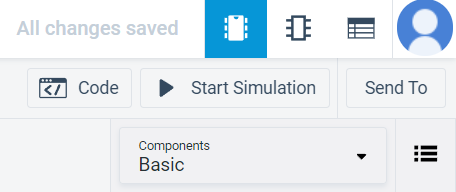 All changes saved
Code
Start Simulation
Send To
Components
Basic